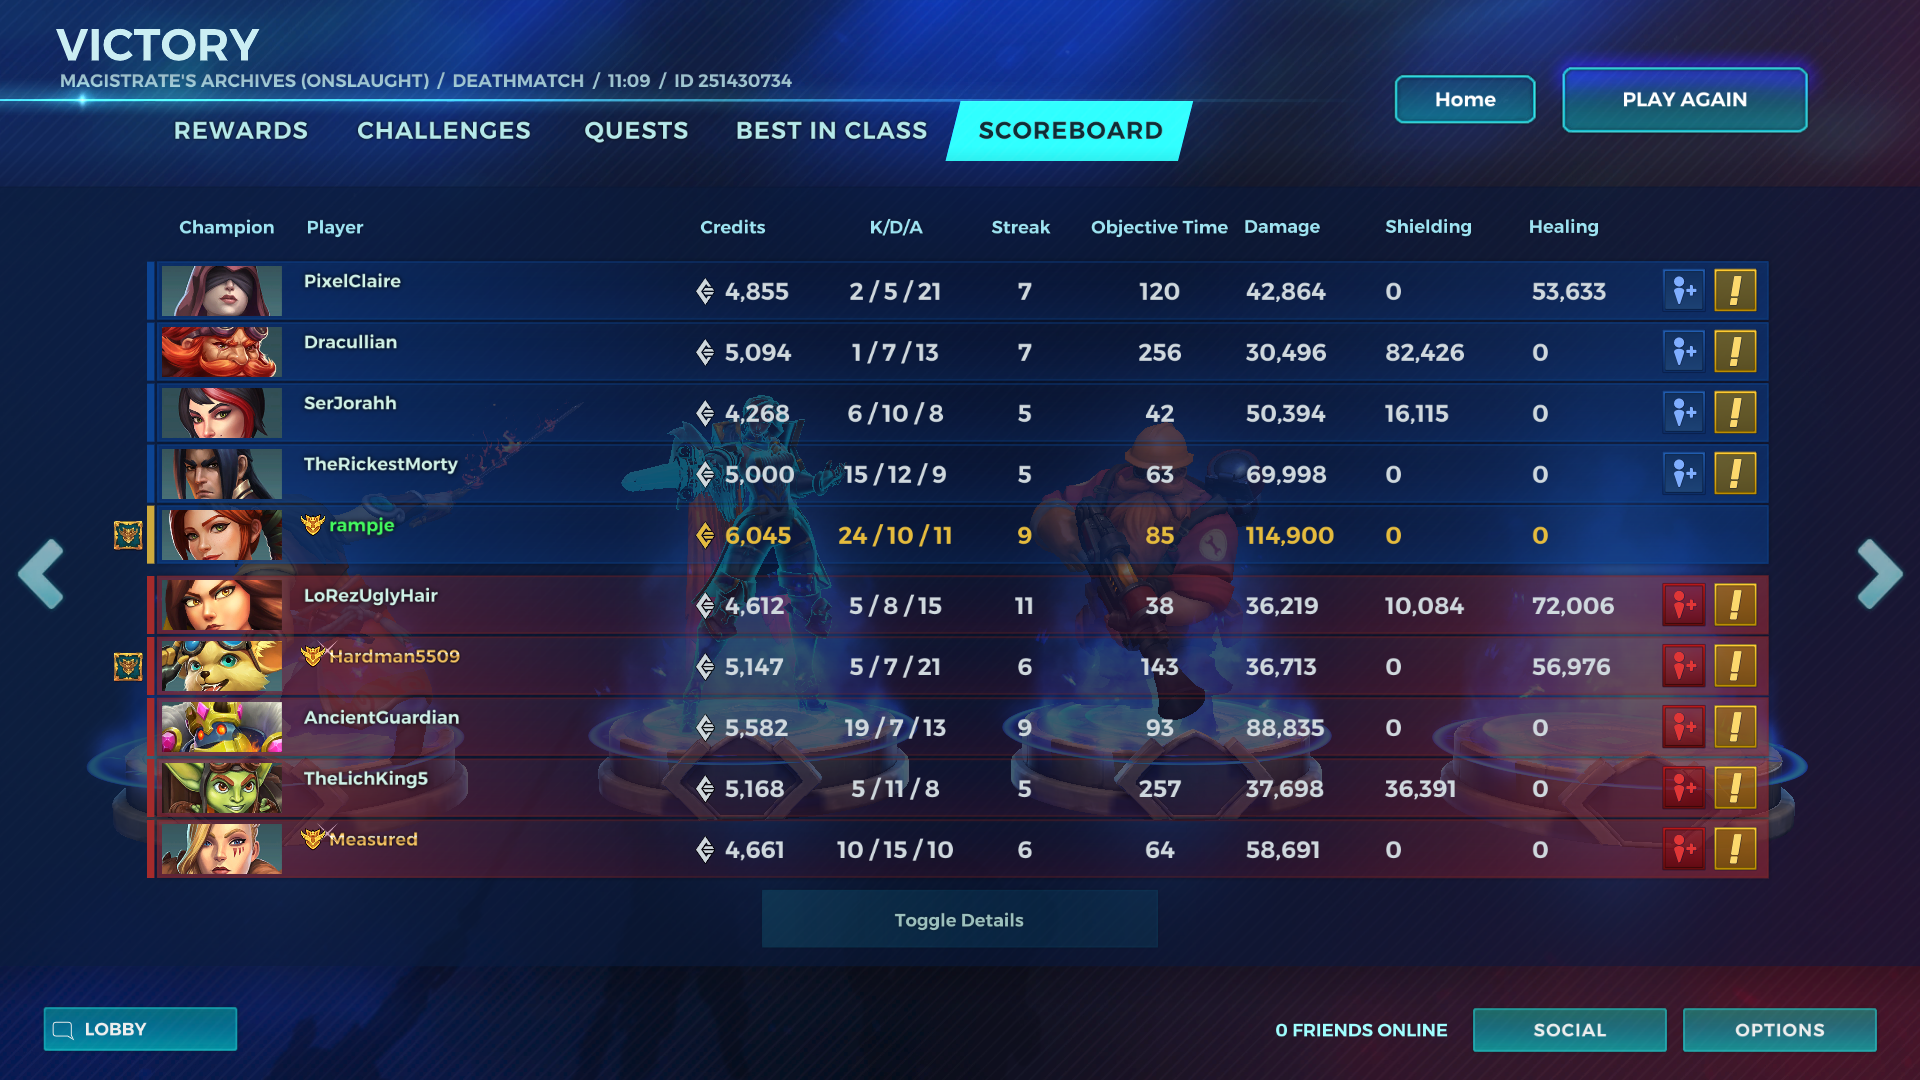 VICTORY
MAGISTRATE'S ARCHIVES (ONSLAUGHT) / DEATHMATCH / 11:09 / ID 251430734
Home
PLAY AGAIN
REWARDS CHALLENGES QUESTS BEST IN CLASS SCOREBOARD
Champion Player Credits K/D/A Streak Objective Time Damage Shielding Healing
PixelClaire 4,855 2 / 5 / 21 7 120 42,864 0 53,633
Dracullian 5,094 1 / 7 / 13 7 256 30,496 82,426 0
SerJorahh 4,268 6 / 10 / 8 5 42 50,394 16,115 0
TheRickestMorty 5,000 15 / 12 / 9 5 63 69,998 0 0
rampje 6,045 24 / 10 / 11 9 85 114,900 0 0
LoRezUglyHair 4,612 5 / 8 / 15 11 38 36,219 10,084 72,006
Hardman5509 5,147 5 / 7 / 21 6 143 36,713 0 56,976
AncientGuardian 5,582 19 / 7 / 13 9 93 88,835 0 0
TheLichKing5 5,168 5 / 11 / 8 5 257 37,698 36,391 0
Measured 4,661 10 / 15 / 10 6 64 58,691 0 0
Toggle Details
LOBBY
0 FRIENDS ONLINE
SOCIAL
OPTIONS